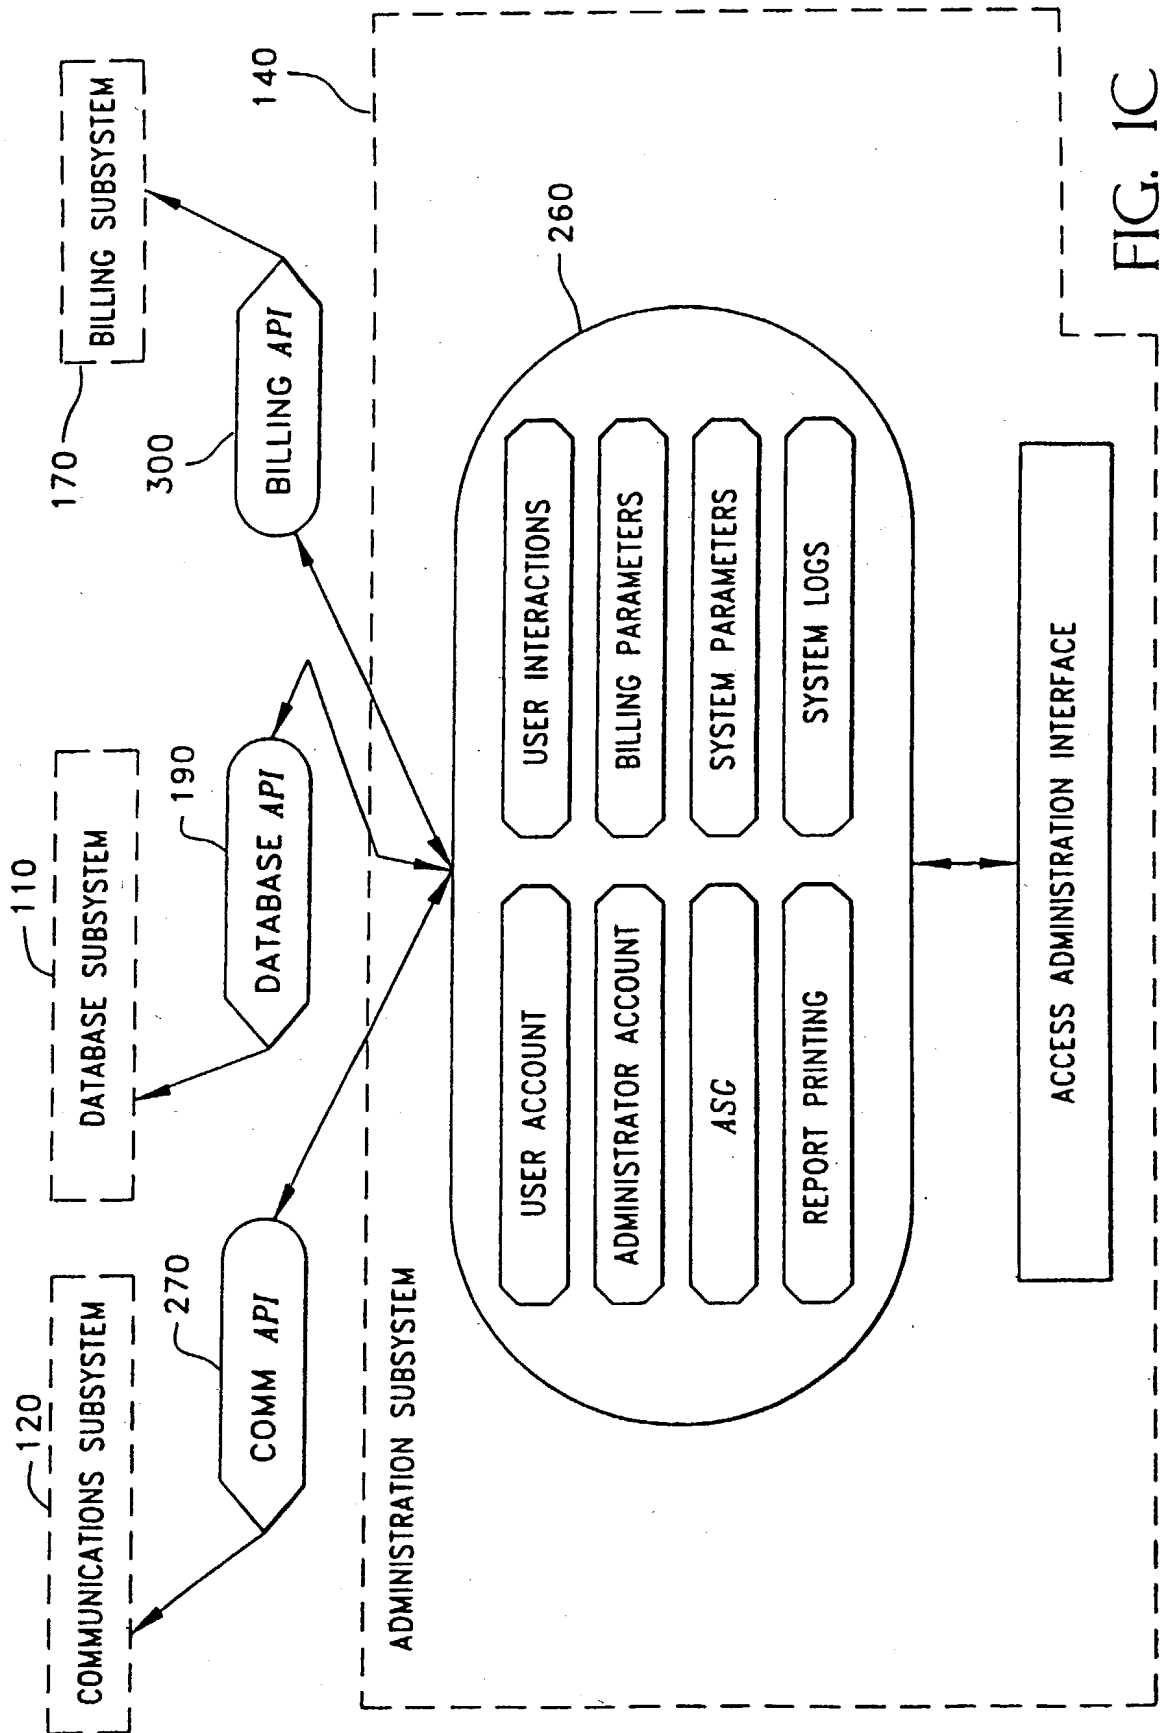 120
COMMUNICATIONS SUBSYSTEM
110
DATABASE SUBSYSTEM
170
BILLING SUBSYSTEM
270
COMM API
190
DATABASE API
300
BILLING API
140
ADMINISTRATION SUBSYSTEM
260
USER ACCOUNT
USER INTERACTIONS
ADMINISTRATOR ACCOUNT
BILLING PARAMETERS
ASG
SYSTEM PARAMETERS
REPORT PRINTING
SYSTEM LOGS
ACCESS ADMINISTRATION INTERFACE
FIG. 1C